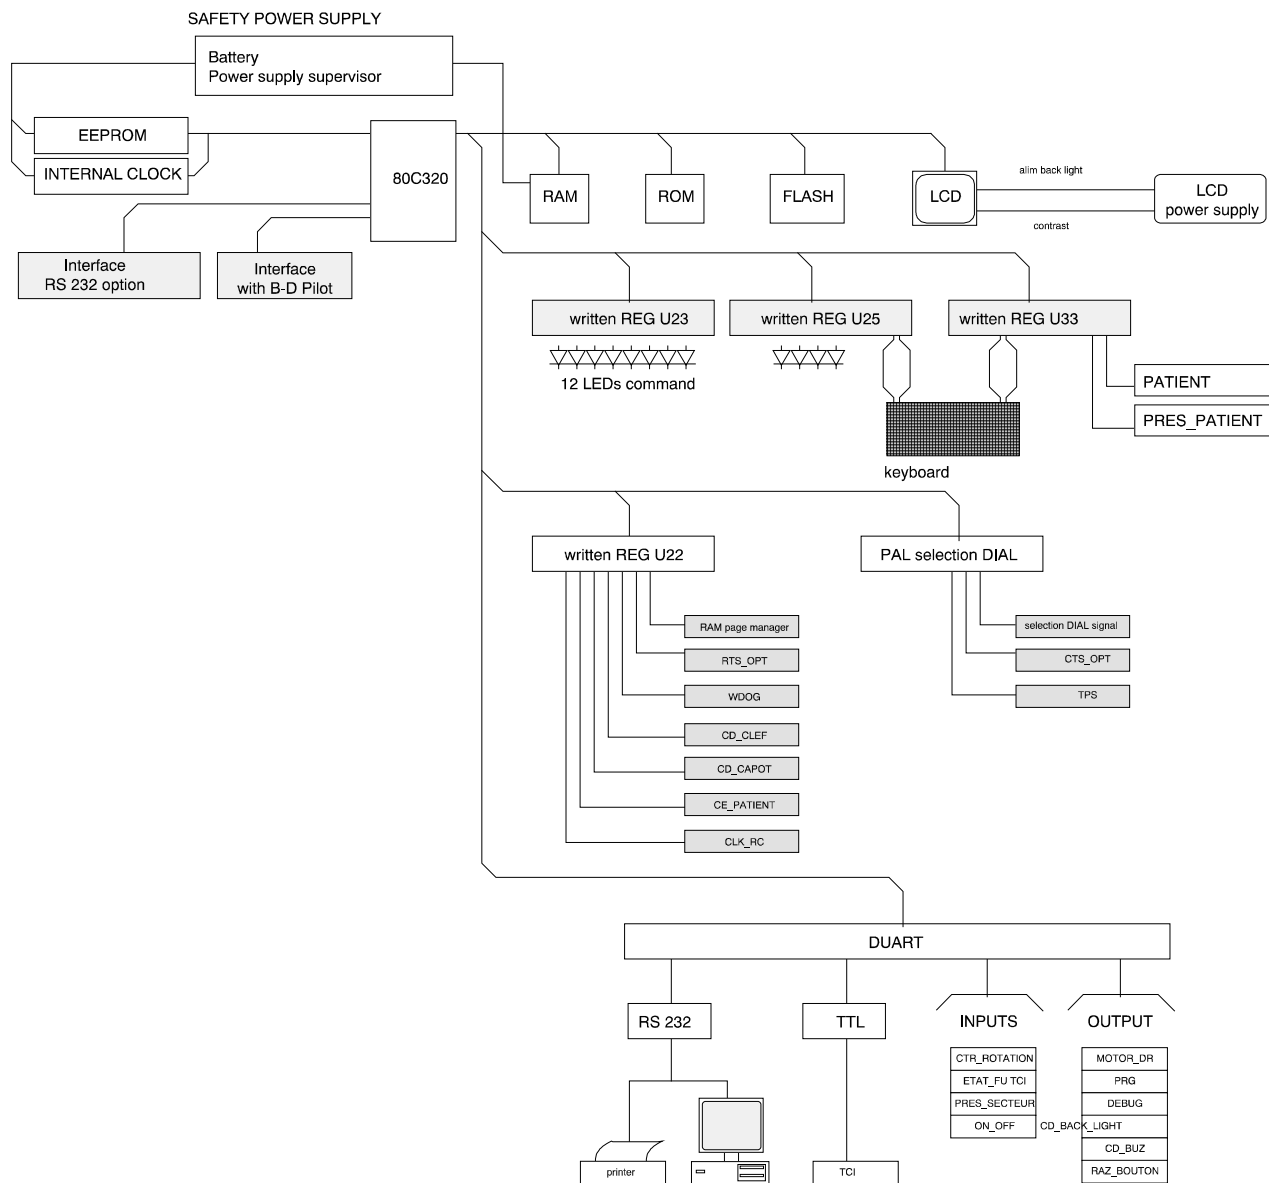 SAFETY POWER SUPPLY
Battery
Power supply supervisor
EEPROM
INTERNAL CLOCK
80C320
RAM
ROM
FLASH
LCD
alim back light
contrast
LCD
power supply
Interface
RS 232 option
Interface
with B-D Pilot
written REG U23
written REG U25
written REG U33
12 LEDs command
PATIENT
PRES_PATIENT
keyboard
written REG U22
PAL selection DIAL
RAM page manager
RTS_OPT
WDOG
CD_CLEF
CD_CAPOT
CE_PATIENT
CLK_RC
selection DIAL signal
CTS_OPT
TPS
DUART
RS 232
TTL
INPUTS
OUTPUT
CTR_ROTATION
ETAT_FU TCI
PRES_SECTEUR
ON_OFF
MOTOR_DR
PRG
DEBUG
CD_BACK_LIGHT
CD_BUZ
RAZ_BOUTON
printer
TCI